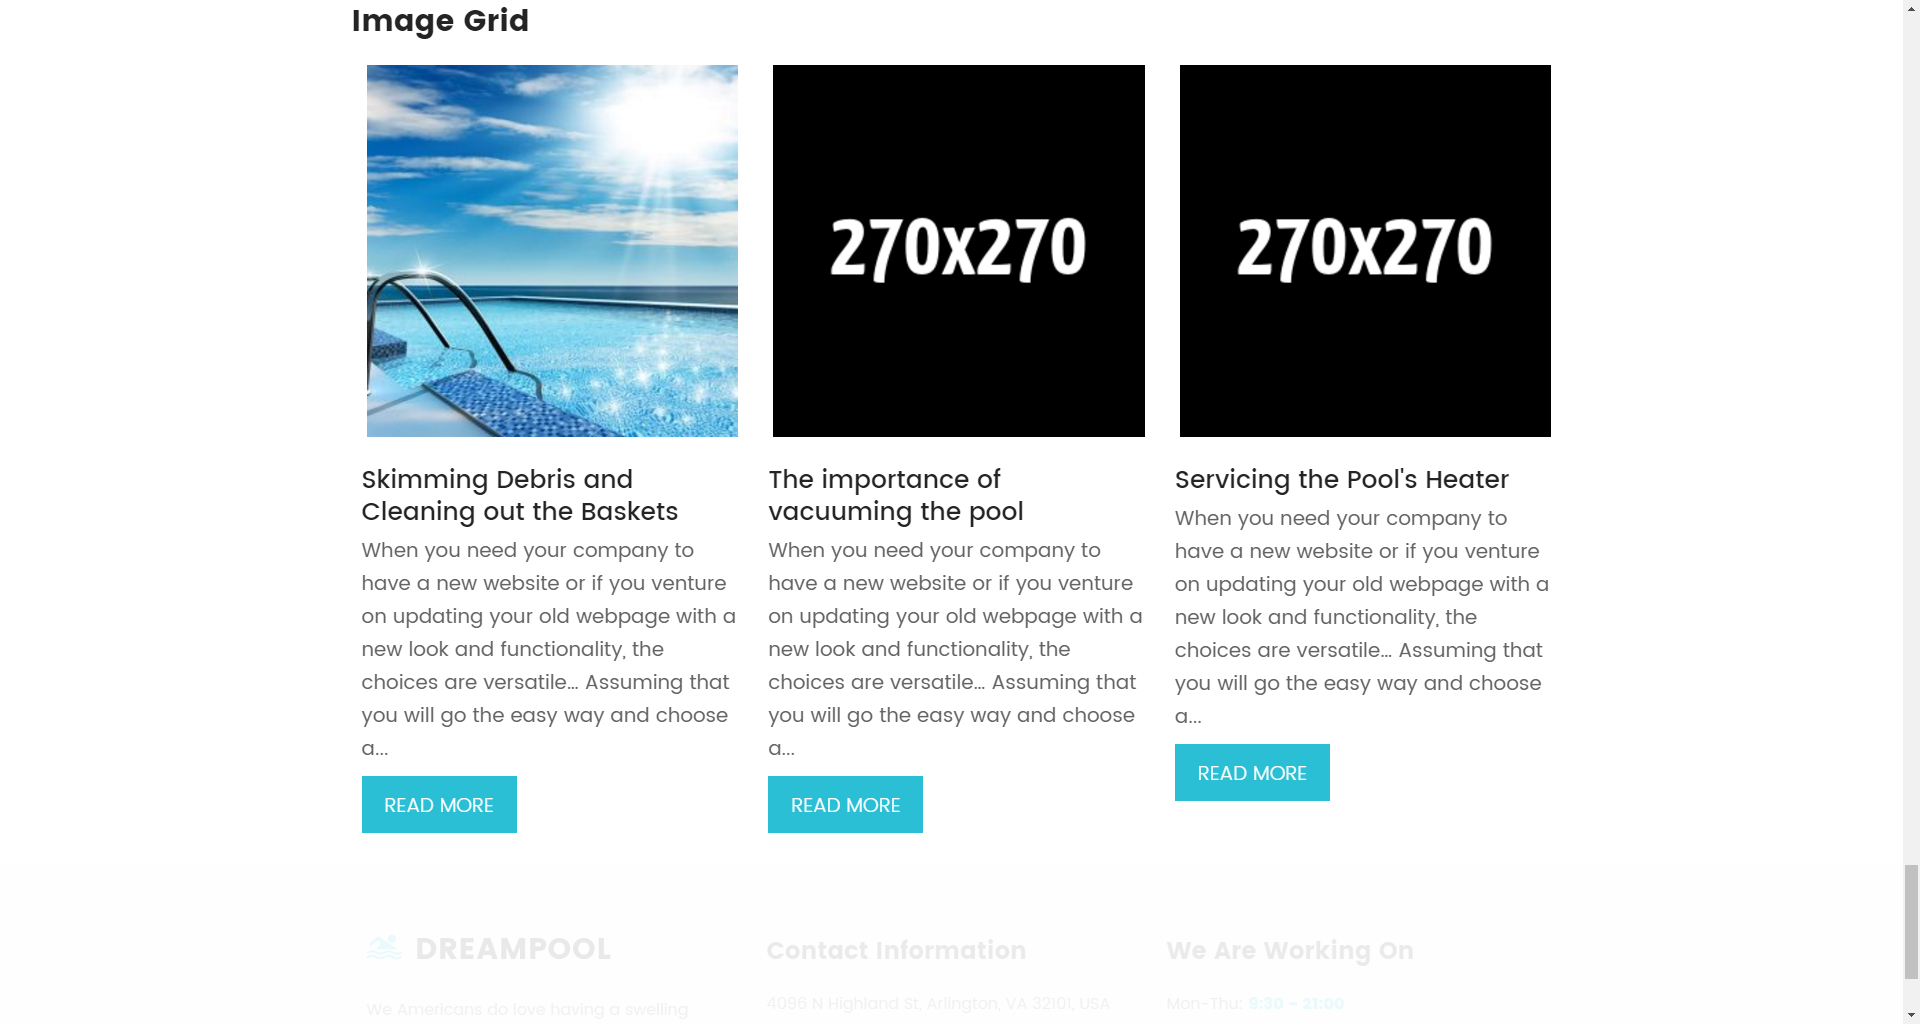 Image Grid
270x270
270x270
Skimming Debris and
Cleaning out the Baskets
When you need your company to
have a new website or if you venture
on updating your old webpage with a
new look and functionality, the
choices are versatile... Assuming that
you will go the easy way and choose
a...
READ MORE
The importance of
vacuuming the pool
When you need your company to
have a new website or if you venture
on updating your old webpage with a
new look and functionality, the
choices are versatile... Assuming that
you will go the easy way and choose
a...
READ MORE
Servicing the Pool's Heater
When you need your company to
have a new website or if you venture
on updating your old webpage with a
new look and functionality, the
choices are versatile... Assuming that
you will go the easy way and choose
a...
READ MORE
DREAMPOOL
We Americans do love having a swelling
Contact Information
4096 N Highland St, Arlington, VA 32101, USA
We Are Working On
Mon-Thu: 9:30 - 21:00